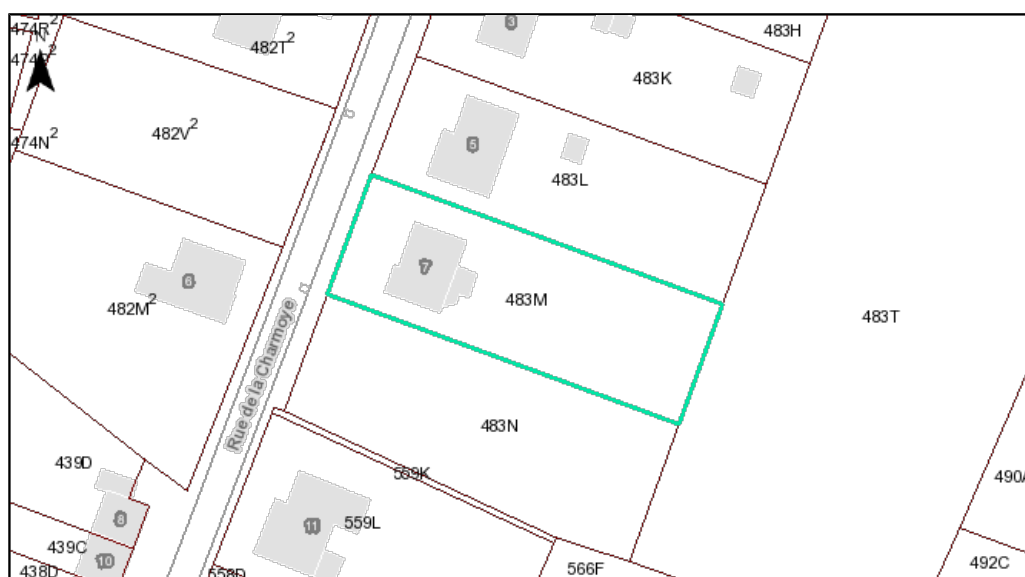 474R²
N
474P²
482T²
3
483H
483K
482V²
474N²
5
483L
7
6
483M
482M²
483T
Rue de la Charmoye
483N
439D
559K
490A
8
11
559L
439C
10
438D
558D
566F
492C